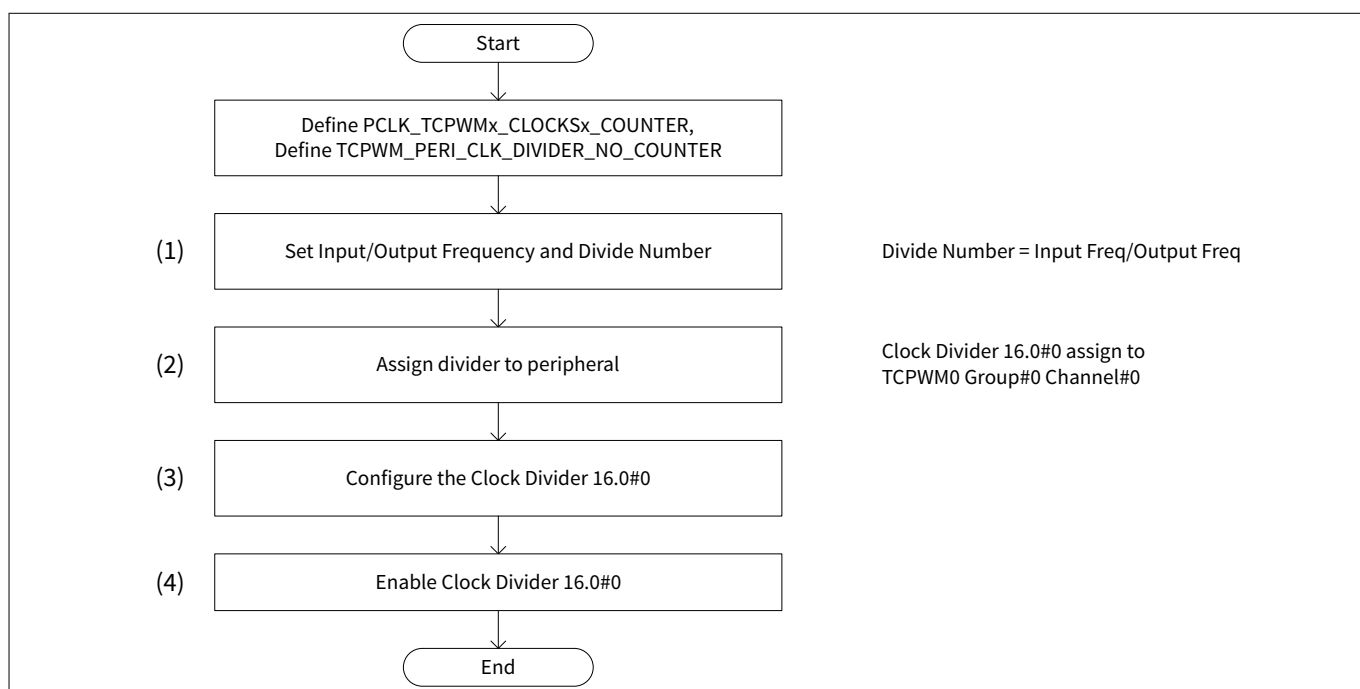 Start
Define PCLK_TCPWMx_CLOCKSx_COUNTER,
Define TCPWM_PERI_CLK_DIVIDER_NO_COUNTER
(1)
Set Input/Output Frequency and Divide Number
Divide Number = Input Freq/Output Freq
(2)
Assign divider to peripheral
Clock Divider 16.0#0 assign to
TCPWM0 Group#0 Channel#0
(3)
Configure the Clock Divider 16.0#0
(4)
Enable Clock Divider 16.0#0
End